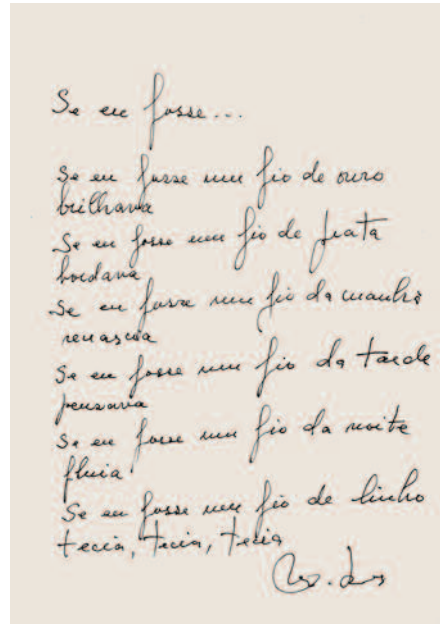 Se eu fosse...
Se eu fosse um fio de ouro
brilhava
Se eu fosse um fio de prata
bordava
Se eu fosse um fio da manhã
renascia
Se eu fosse um fio da tarde
pensava
Se eu fosse um fio da noite
fluia
Se eu fosse um fio de linho
tecia, tecia, tecia